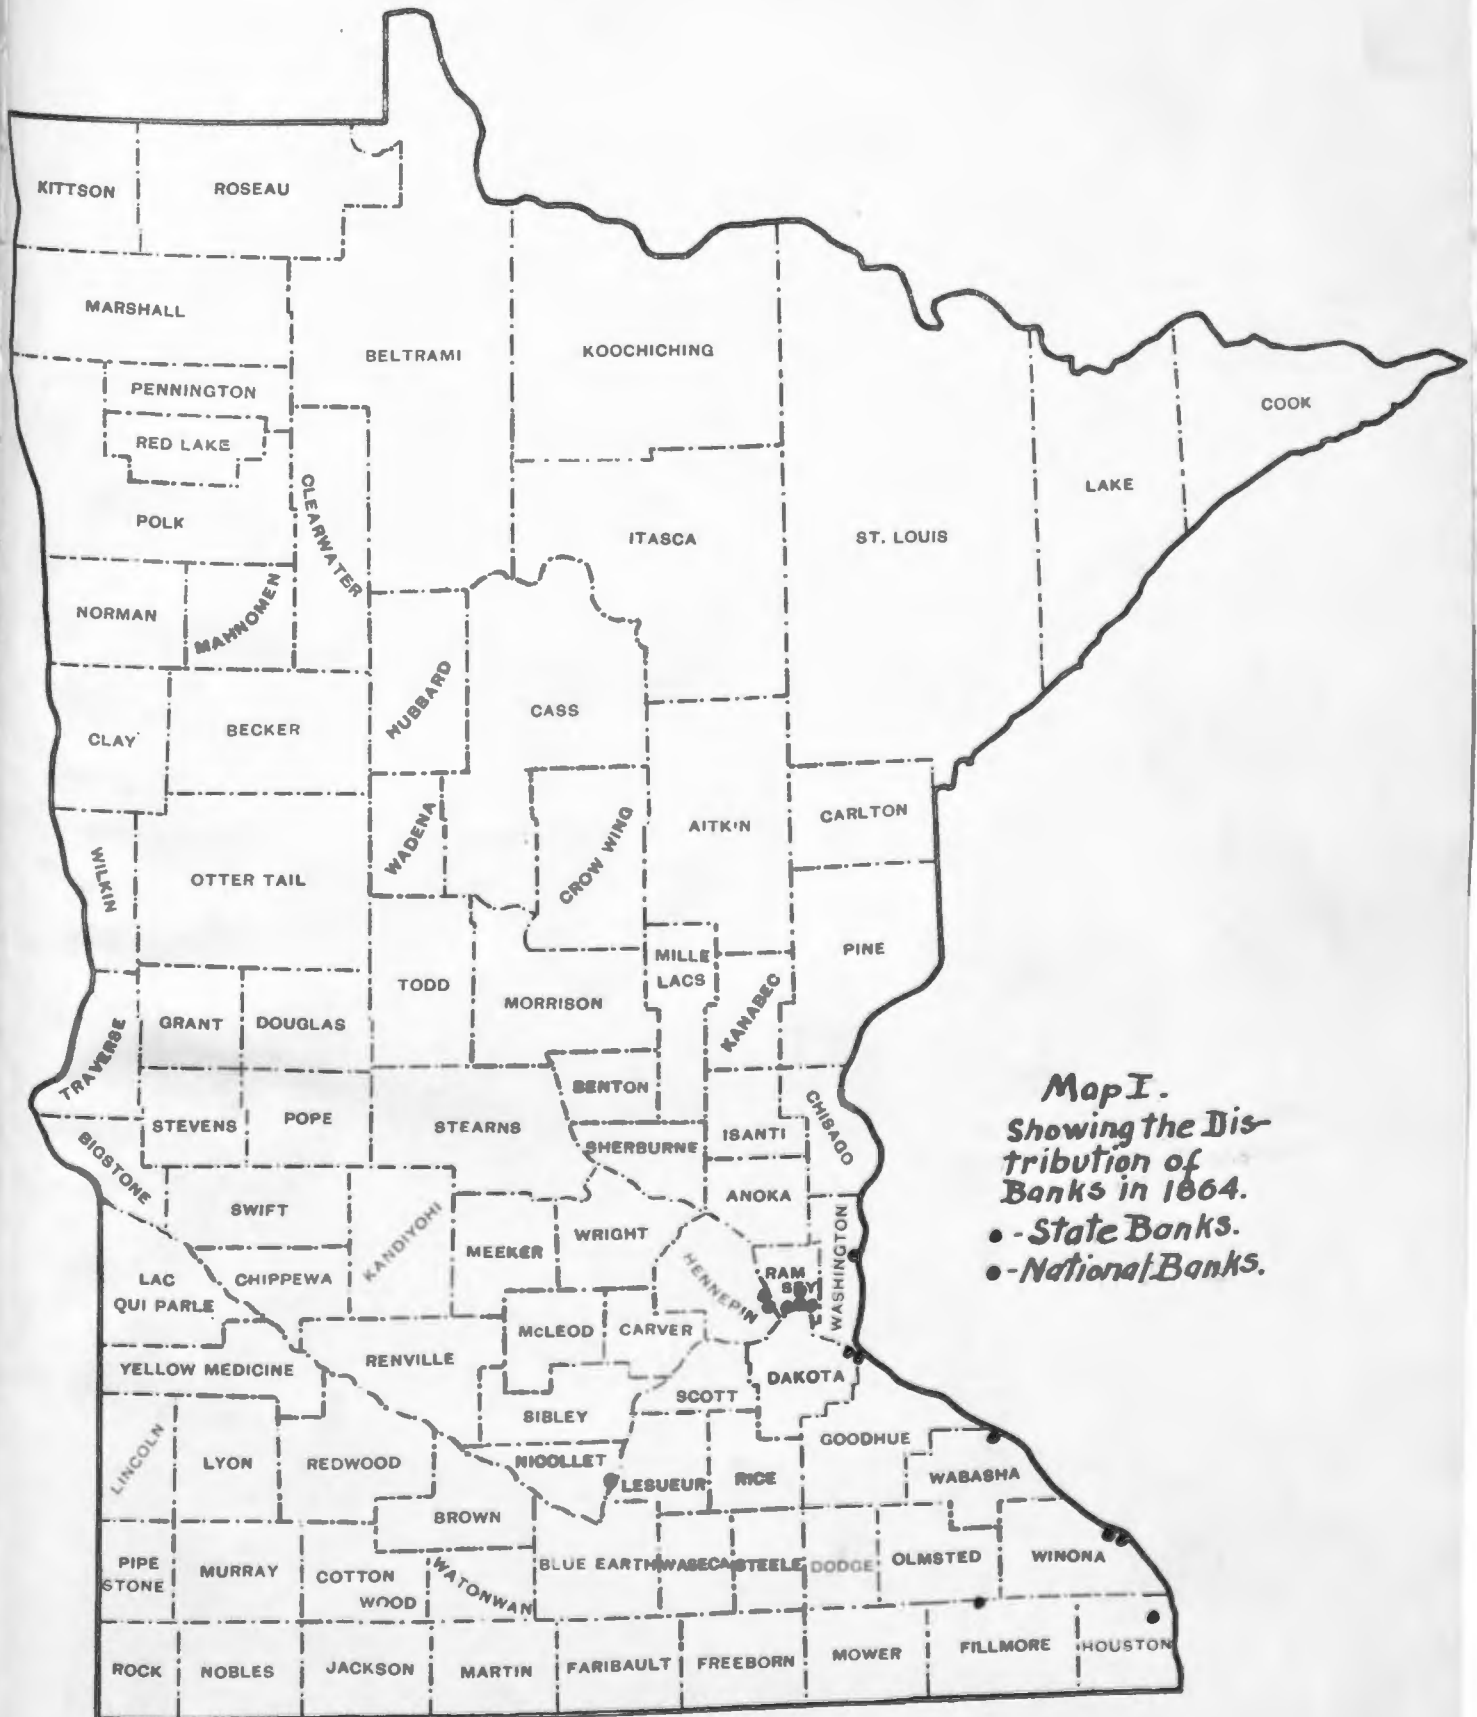 KITTSON
ROSEAU
MARSHALL
BELTRAMI
KOOCHICHING
PENNINGTON
RED LAKE
COOK
CLEARWATER
LAKE
POLK
ITASCA
ST. LOUIS
NORMAN
MAHNOMEN
HUBBARD
CASS
CLAY
BECKER
WADENA
CROW WING
AITKIN
CARLTON
WILKIN
OTTER TAIL
PINE
MILLE
LACS
TODD
MORRISON
KANABEC
GRANT
DOUGLAS
TRAVERSE
BENTON
CHISAGO
STEVENS
POPE
STEARNS
SHERBURNE
ISANTI
BIGSTONE
ANOKA
SWIFT
KANDIYOHI
MEEKER
WRIGHT
HENNEPIN
WASHINGTON
LAC
QUI PARLE
CHIPPEWA
RAM
SEY
McLEOD
CARVER
YELLOW MEDICINE
RENVILLE
DAKOTA
SCOTT
SIBLEY
LINCOLN
LYON
REDWOOD
NICOLLET
LESUEUR
RICE
GOODHUE
WABASHA
BROWN
PIPE
STONE
MURRAY
COTTON
WOOD
WATONWAN
BLUE EARTH
WASECA
STEELE
DODGE
OLMSTED
WINONA
ROCK
NOBLES
JACKSON
MARTIN
FARIBAULT
FREEBORN
MOWER
FILLMORE
HOUSTON
Map I.
Showing the Dis-
tribution of
Banks in 1864.
• - State Banks.
• - National Banks.